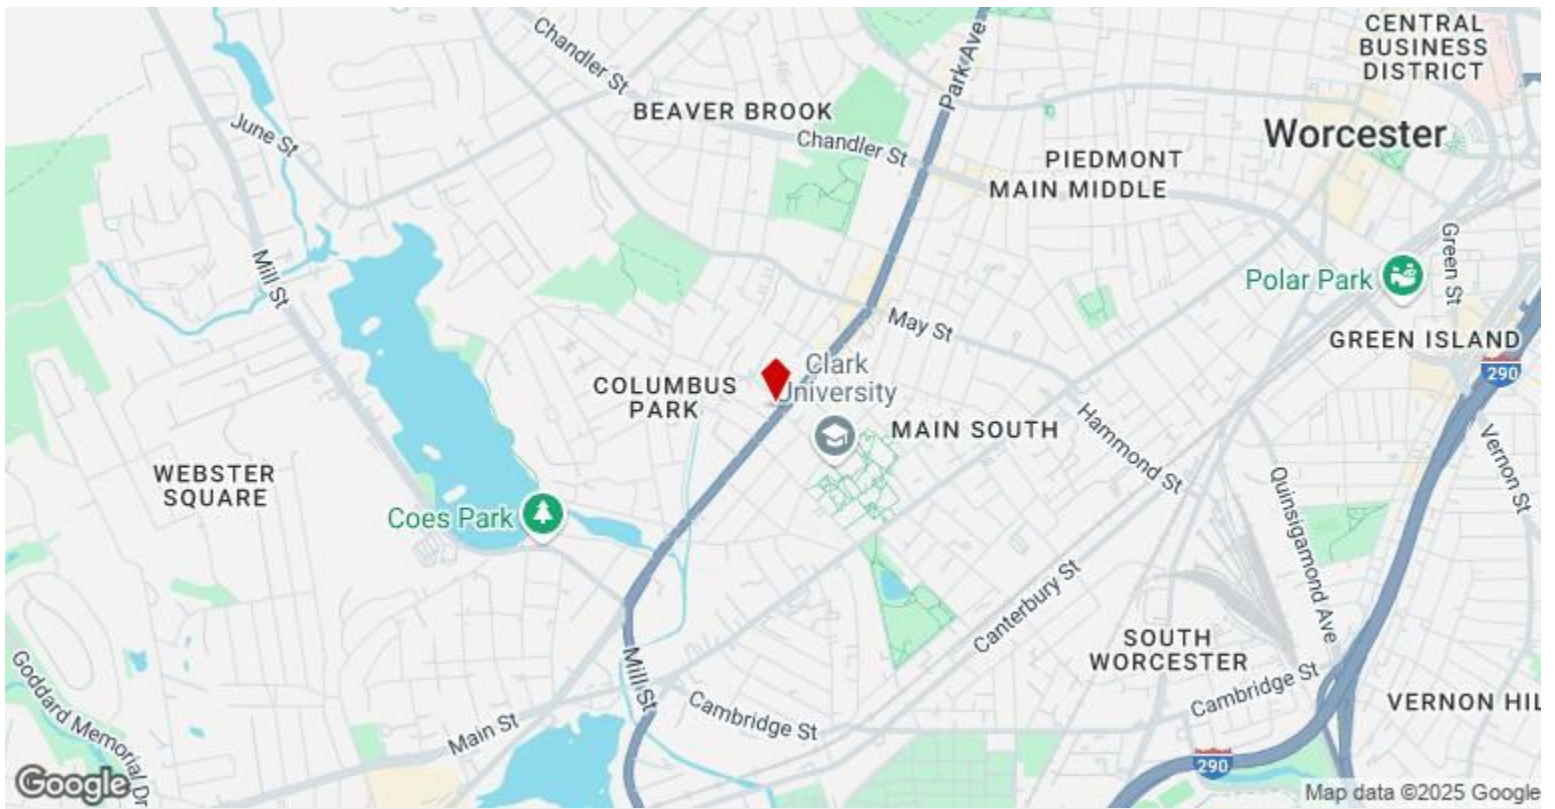 CENTRAL
BUSINESS
DISTRICT
Chandler St
Park Ave
BEAVER BROOK
June St
Chandler St
Worcester
PIEDMONT
MAIN MIDDLE
Mill St
Green St
Polar Park
May St
GREEN ISLAND
Clark
University
290
COLUMBUS
PARK
MAIN SOUTH
Hammond St
Vernon St
WEBSTER
SQUARE
Quinsigamond Ave
Coes Park
Canterbury St
SOUTH
WORCESTER
Goddard Memorial Dr
Mill St
Cambridge St
VERNON HIL
Main St
Cambridge St
290
Google
Map data ©2025 Google